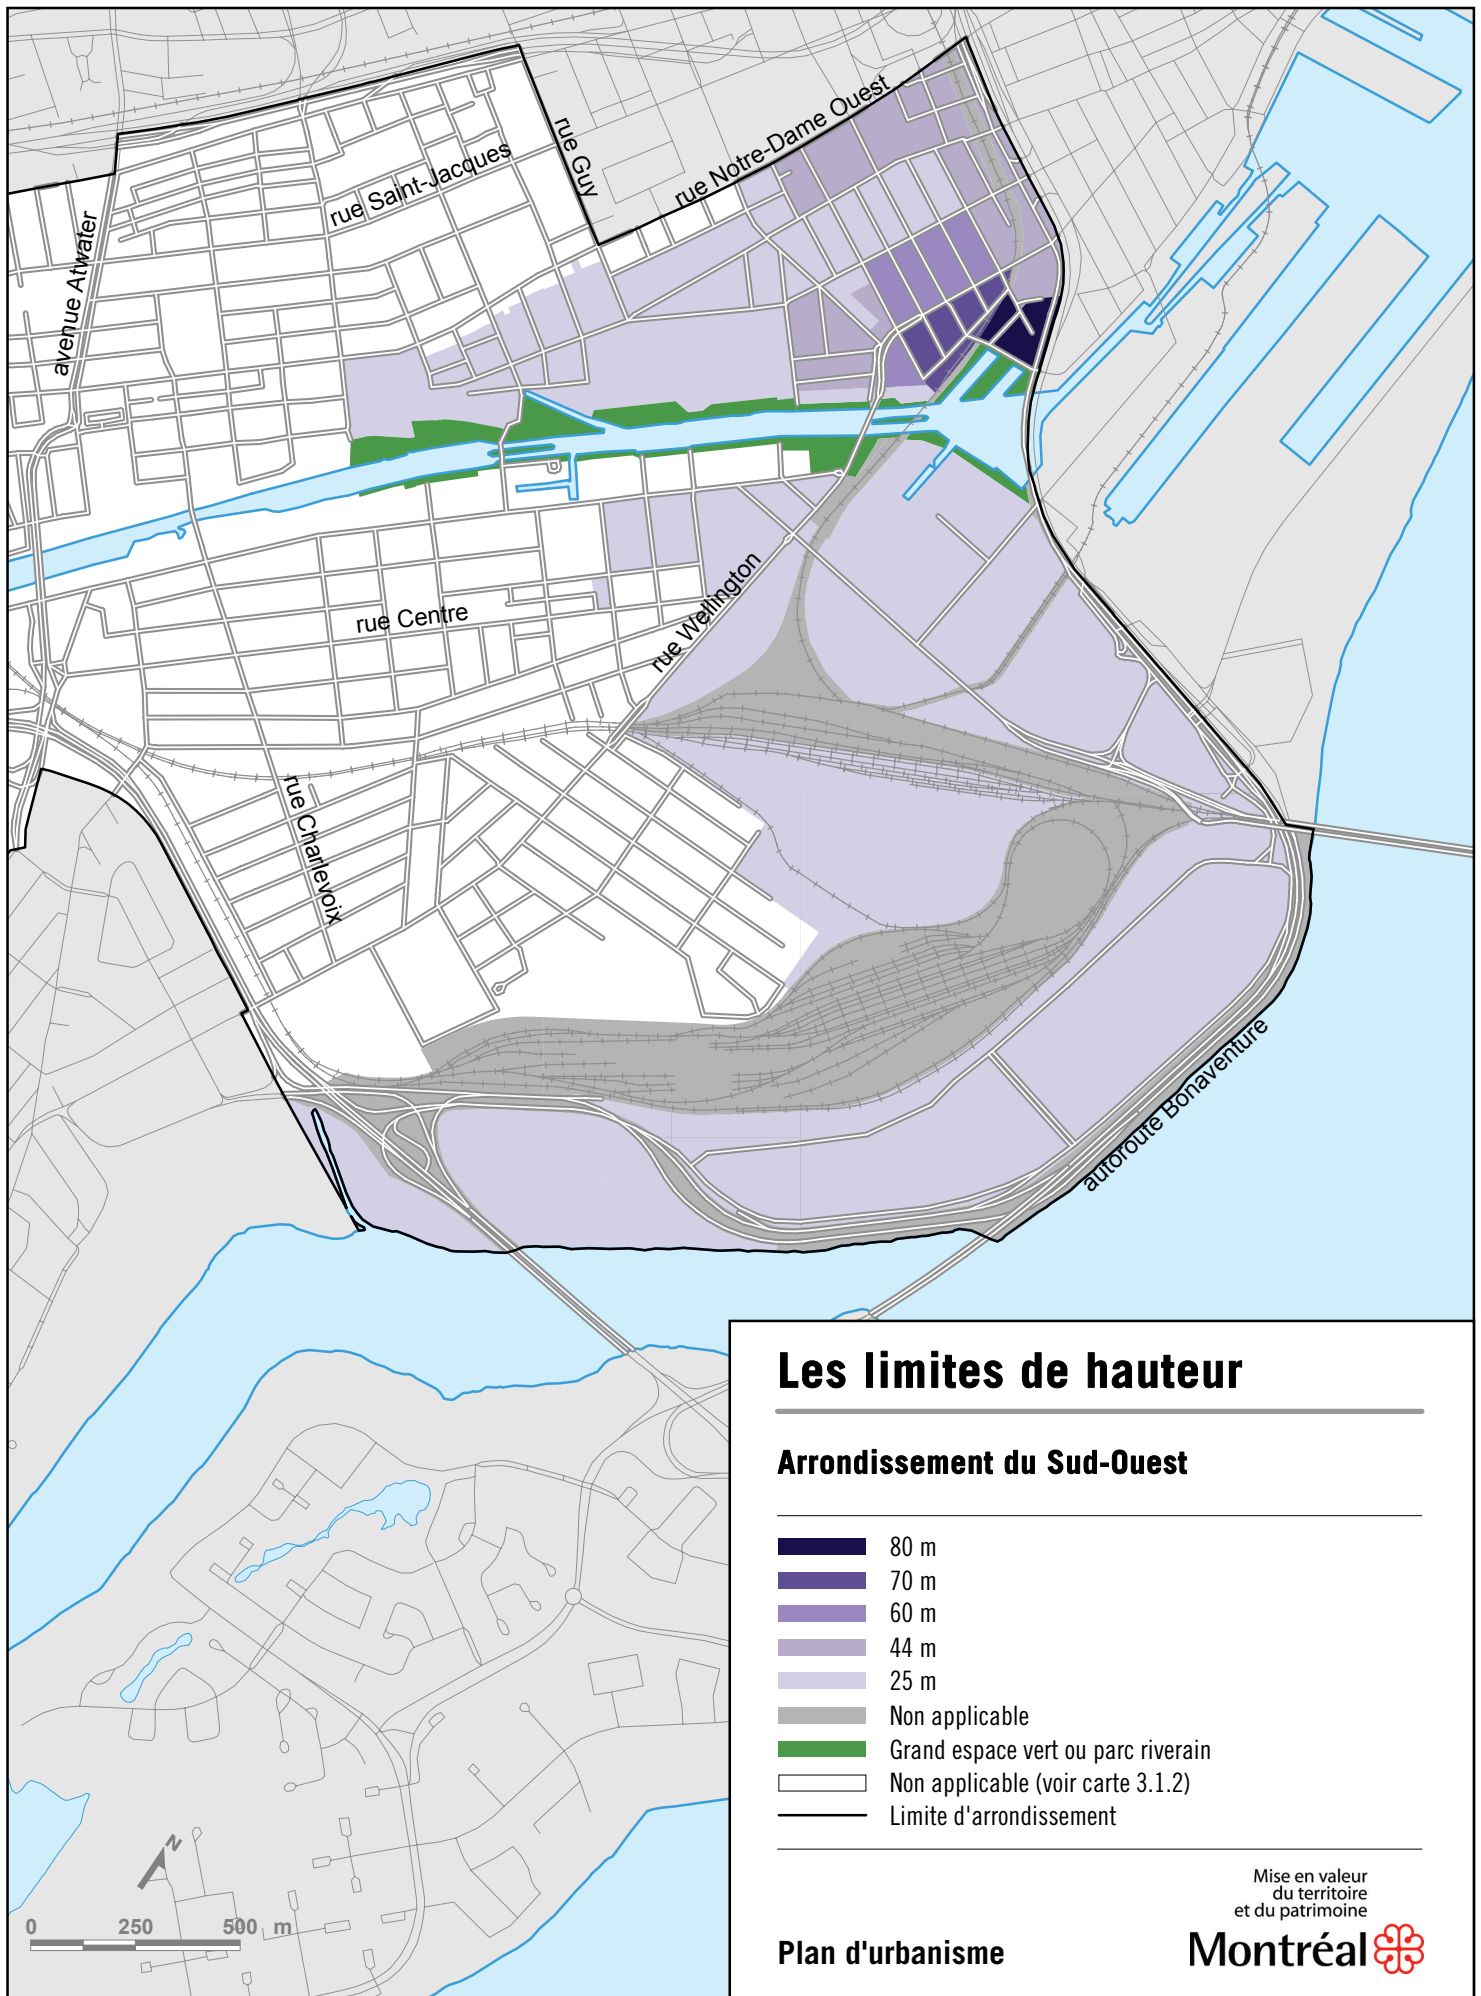 rue Notre-Dame Ouest
rue Guy
rue Saint-Jacques
avenue Atwater
rue Centre
rue Wellington
rue Charlevoix
autoroute Bonaventure
Les limites de hauteur
Arrondissement du Sud-Ouest
80 m
70 m
60 m
44 m
25 m
Non applicable
Grand espace vert ou parc riverain
Non applicable (voir carte 3.1.2)
Limite d'arrondissement
N
0 250 500 m
Mise en valeur
du territoire
et du patrimoine
Plan d'urbanisme
Montréal